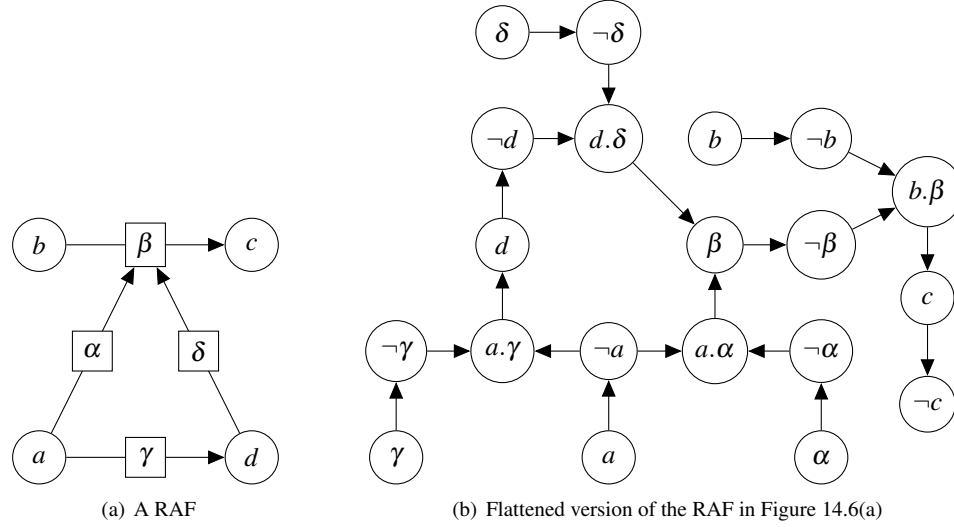 δ ¬δ
¬d d.δ b ¬b
b.β
b β c d β ¬β
c
α δ ¬γ a.γ ¬a a.α ¬α
¬c
a γ d γ a α
(a) A RAF (b) Flattened version of the RAF in Figure 14.6(a)